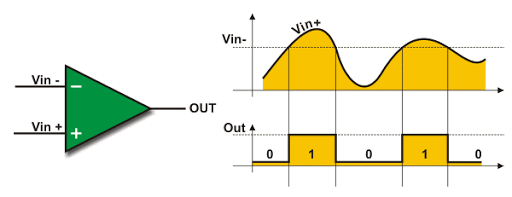 Vin -
−
Vin +
+
OUT
Vin+
Vin-
Out
0 1 0 1 0